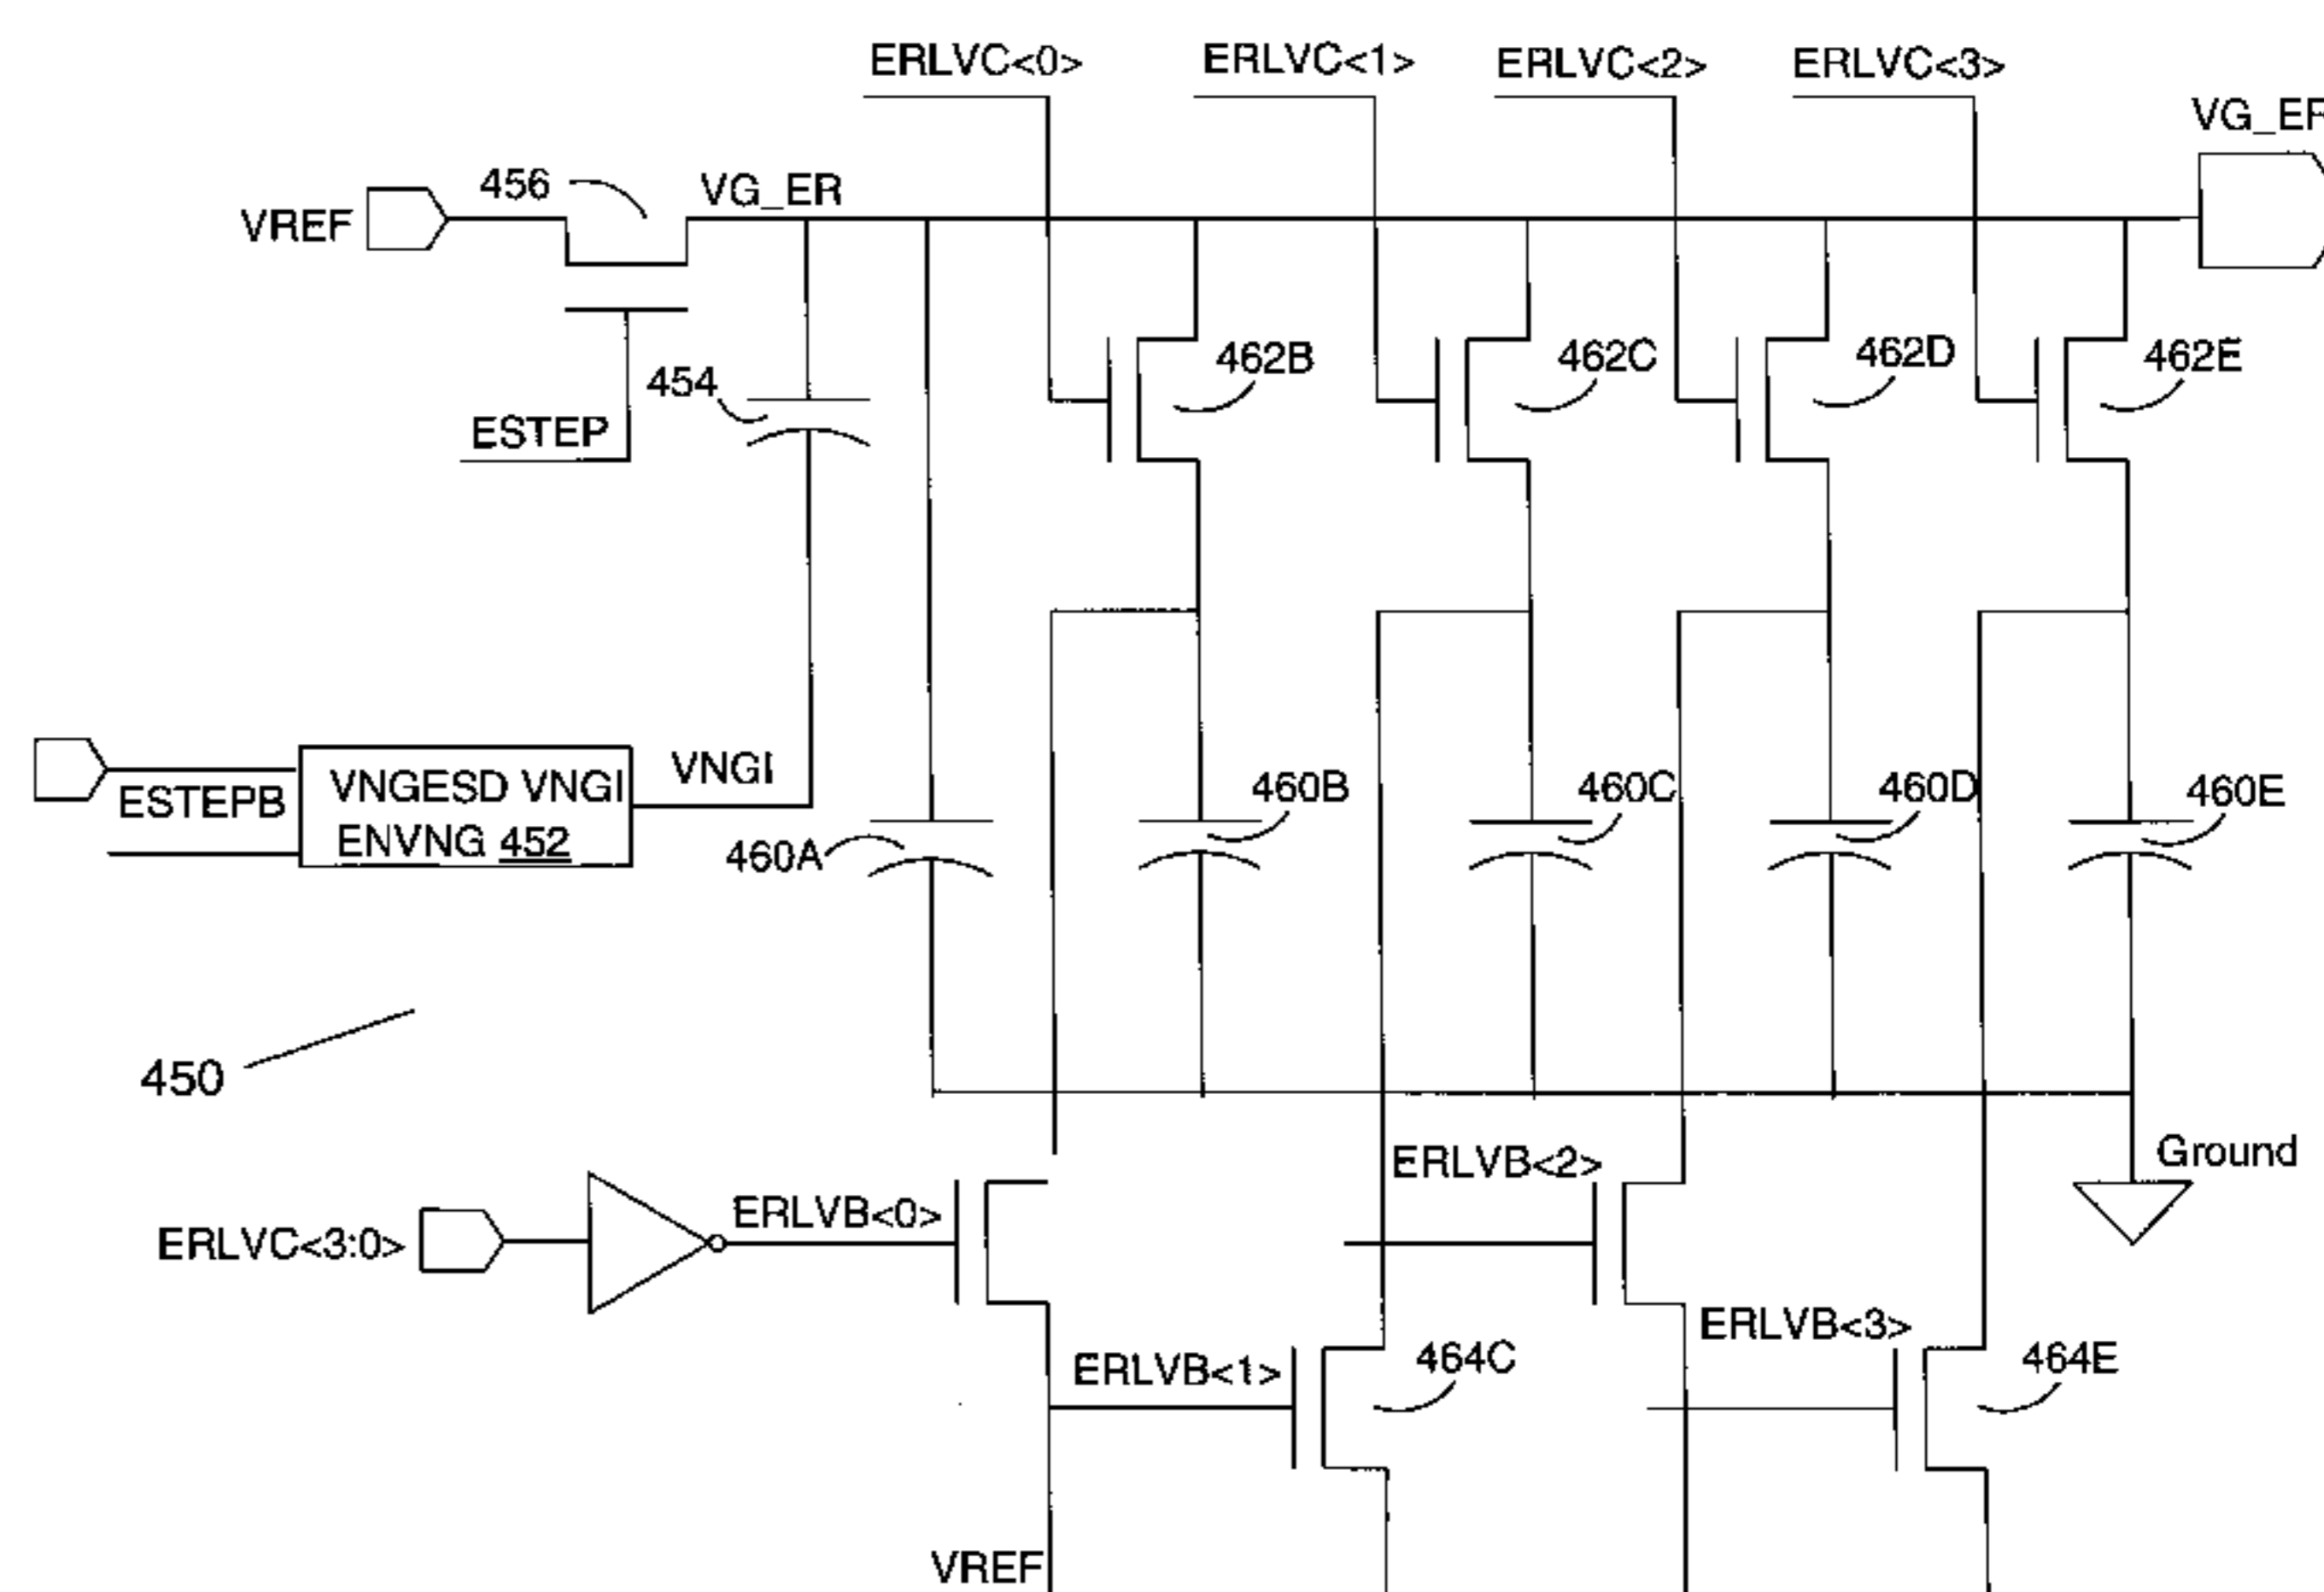 ERLVC<0>
ERLVC<1>
ERLVC<2>
ERLVC<3>
VG_ER
456
VG_ER
VREF
462B
462C
462D
462E
454
ESTEP
VNGI
ESTEPB
VNGESD VNGI
ENVNG 452
460A
460B
460C
460D
460E
450
ERLVB<2>
Ground
ERLVC<3:0>
ERLVB<0>
ERLVB<3>
ERLVB<1>
464C
464E
VREF